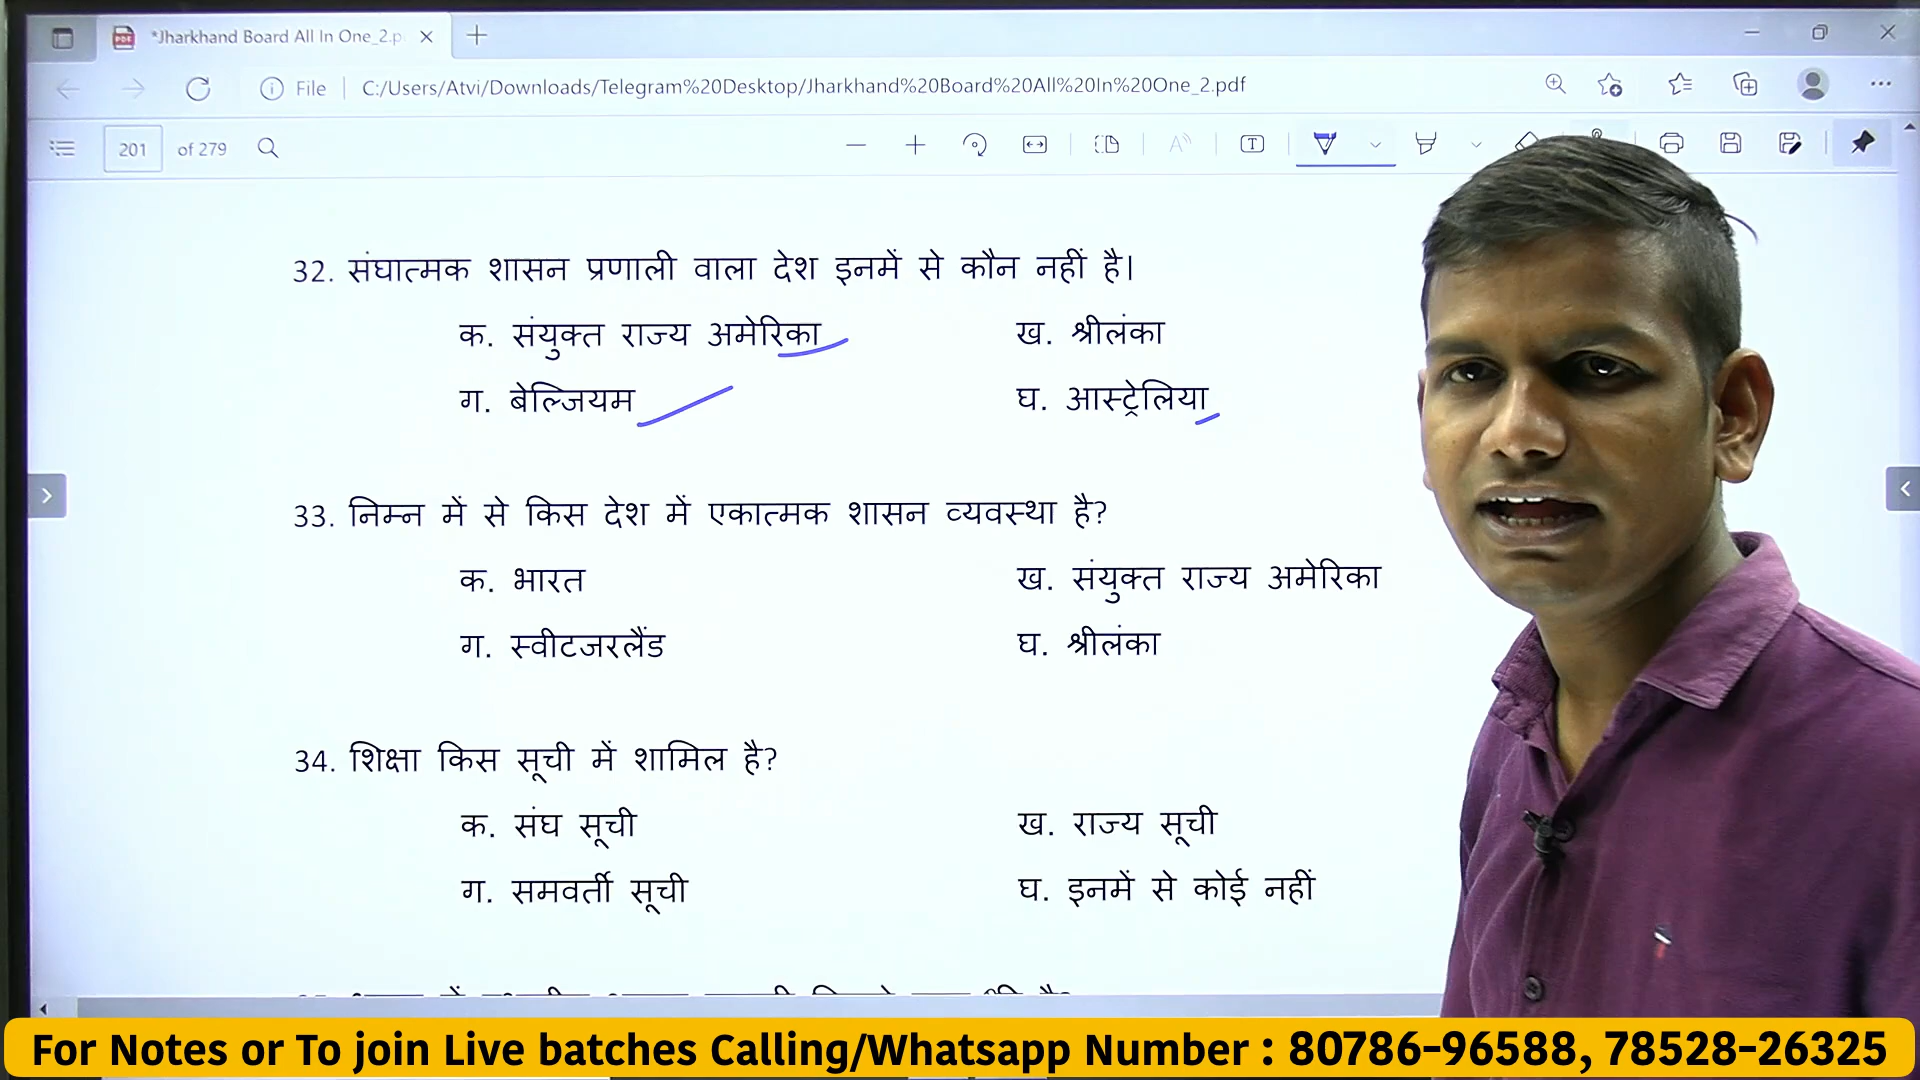 *Jharkhand Board All In One_2.p
File
C:/Users/Atvi/Downloads/Telegram%20Desktop/Jharkhand%20Board%20All%20In%20One_2.pdf
201 of 279
32. संघात्मक शासन प्रणाली वाला देश इनमें से कौन नहीं है।
क. संयुक्त राज्य अमेरिका ख. श्रीलंका
ग. बेल्जियम घ. आस्ट्रेलिया
33. निम्न में से किस देश में एकात्मक शासन व्यवस्था है?
क. भारत ख. संयुक्त राज्य अमेरिका
ग. स्वीटजरलैंड घ. श्रीलंका
34. शिक्षा किस सूची में शामिल है?
क. संघ सूची ख. राज्य सूची
ग. समवर्ती सूची घ. इनमें से कोई नहीं
For Notes or To join Live batches Calling/Whatsapp Number : 80786-96588, 78528-26325